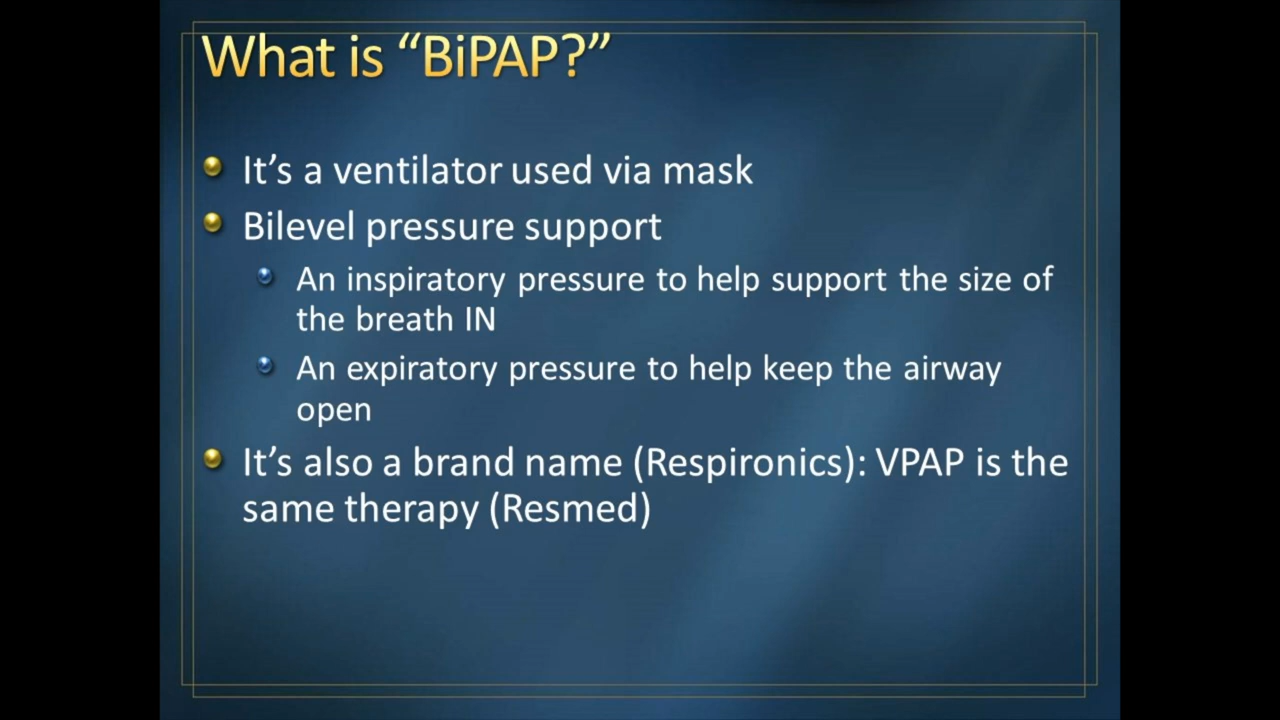 What is “BiPAP?”
It’s a ventilator used via mask
Bilevel pressure support
An inspiratory pressure to help support the size of
the breath IN
An expiratory pressure to help keep the airway
open
It’s also a brand name (Respironics): VPAP is the
same therapy (Resmed)